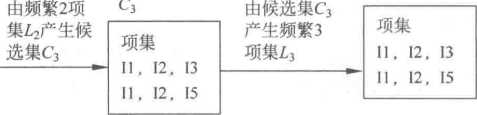 由频繁2项
集L₂产生候
选集C₃
C₃
项集
I1, I2, I3
I1, I2, I5
由候选集C₃
产生频繁3
项集L₃
项集
I1, I2, I3
I1, I2, I5